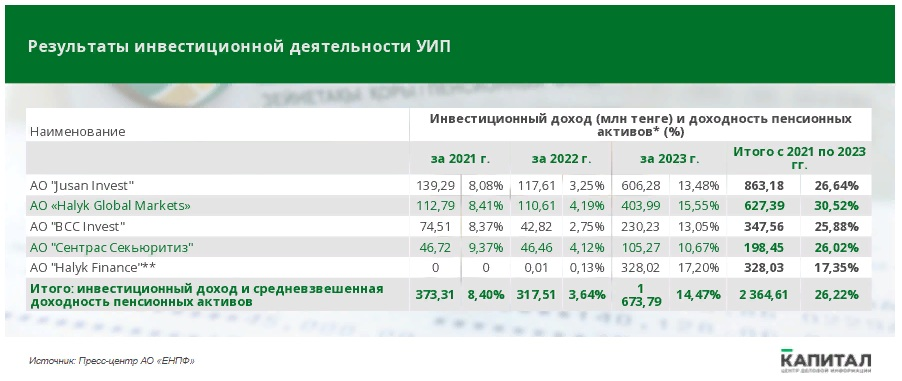 Результаты инвестиционной деятельности УИП
ЗЕЙНЕТАҚЫ ҚОРЫ ПЕНСИОННЫЙ
Наименование
Инвестиционный доход (млн тенге) и доходность пенсионных
активов* (%)
за 2021 г. за 2022 г. за 2023 г. Итого с 2021 по 2023
гг.
АО "Jusan Invest" 139,29 8,08% 117,61 3,25% 606,28 13,48% 863,18 26,64%
АО «Halyk Global Markets» 112,79 8,41% 110,61 4,19% 403,99 15,55% 627,39 30,52%
АО "BCC Invest" 74,51 8,37% 42,82 2,75% 230,23 13,05% 347,56 25,88%
АО "Сентрас Секьюритиз" 46,72 9,37% 46,46 4,12% 105,27 10,67% 198,45 26,02%
АО "Halyk Finance"** 0 0 0,01 0,13% 328,02 17,20% 328,03 17,35%
Итого: инвестиционный доход и средневзвешенная
доходность пенсионных активов 373,31 8,40% 317,51 3,64% 1
673,79 14,47% 2 364,61 26,22%
Источник: Пресс-центр АО «ЕНПФ»
КАПИТАЛ
ЦЕНТР ДЕЛОВОЙ ИНФОРМАЦИИ